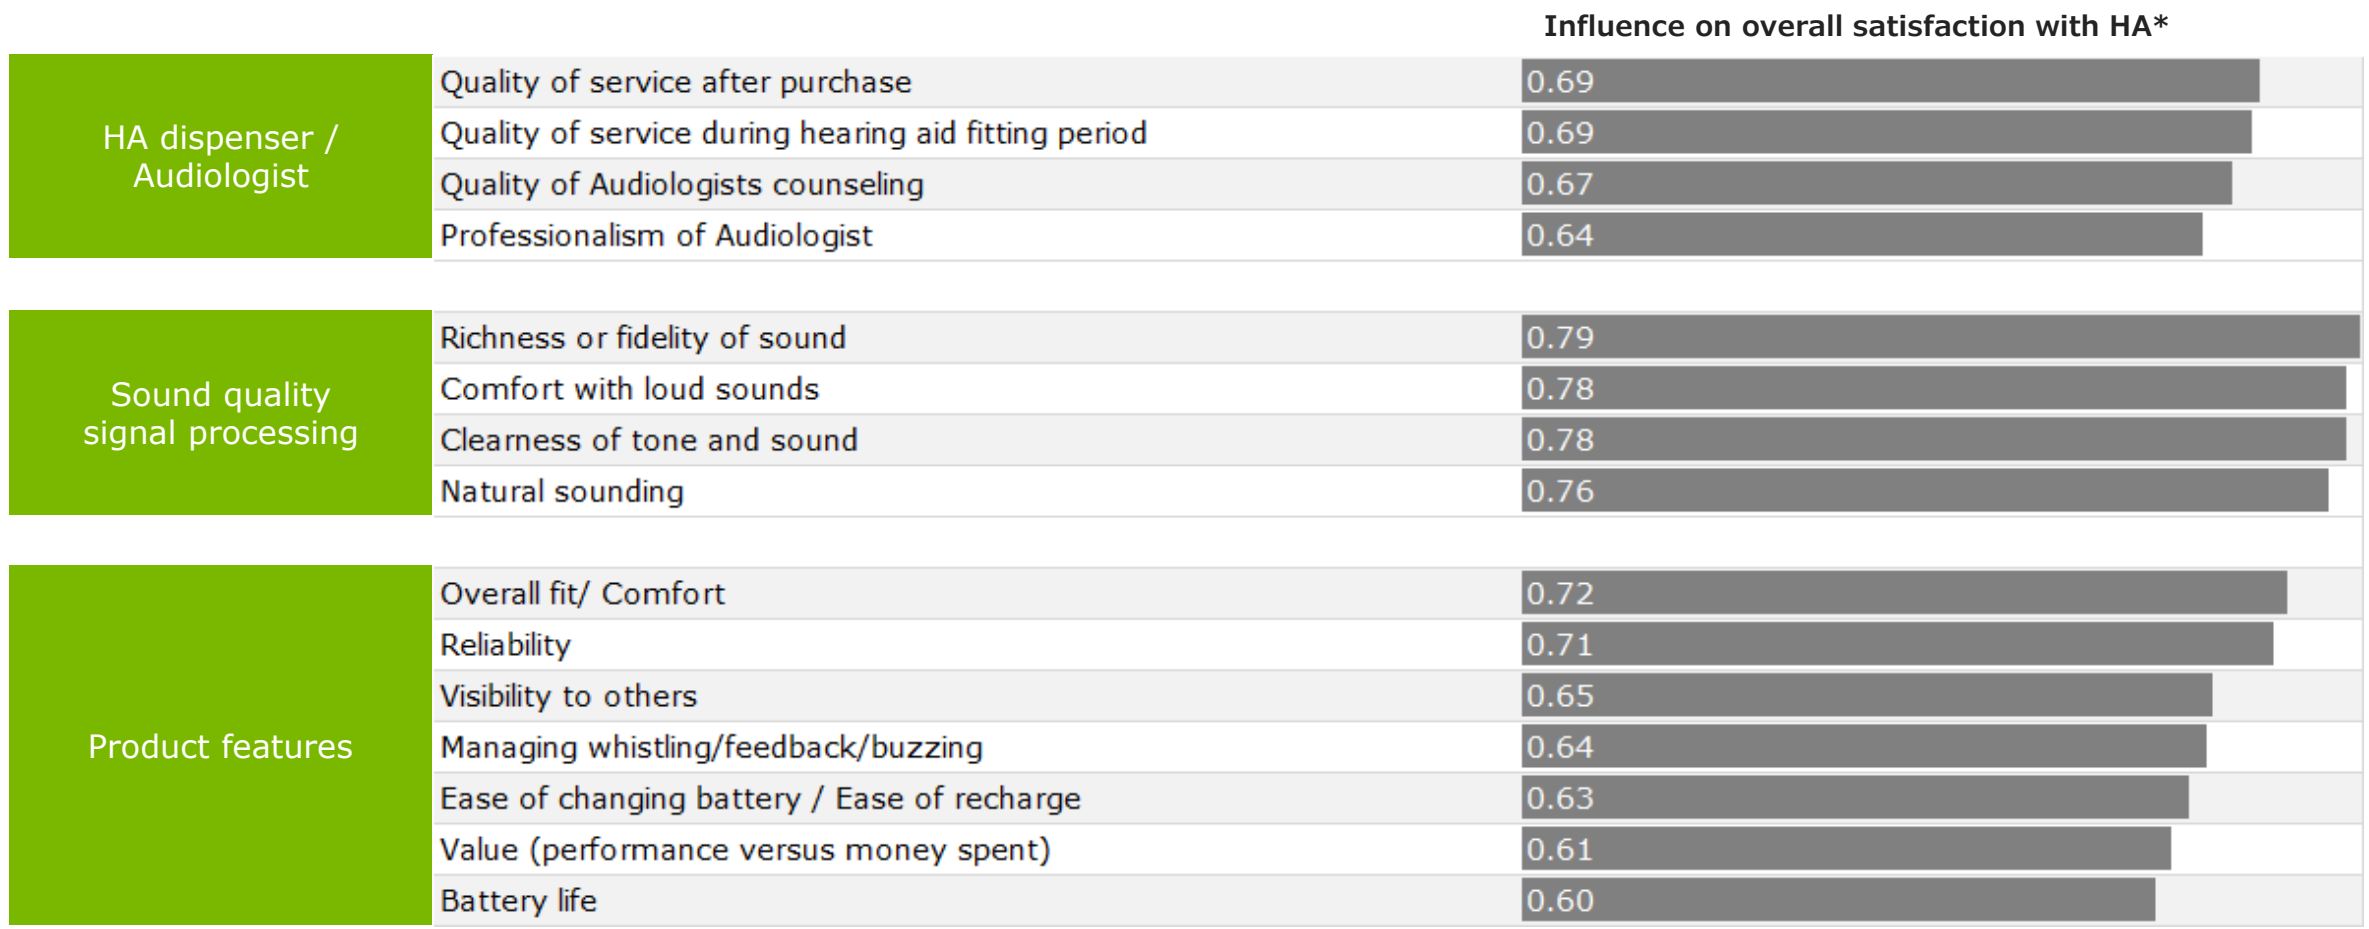 Influence on overall satisfaction with HA*
HA dispenser /
Audiologist
Quality of service after purchase 0.69
Quality of service during hearing aid fitting period 0.69
Quality of Audiologists counseling 0.67
Professionalism of Audiologist 0.64
Sound quality
signal processing
Richness or fidelity of sound 0.79
Comfort with loud sounds 0.78
Clearness of tone and sound 0.78
Natural sounding 0.76
Product features
Overall fit/ Comfort 0.72
Reliability 0.71
Visibility to others 0.65
Managing whistling/feedback/buzzing 0.64
Ease of changing battery / Ease of recharge 0.63
Value (performance versus money spent) 0.61
Battery life 0.60